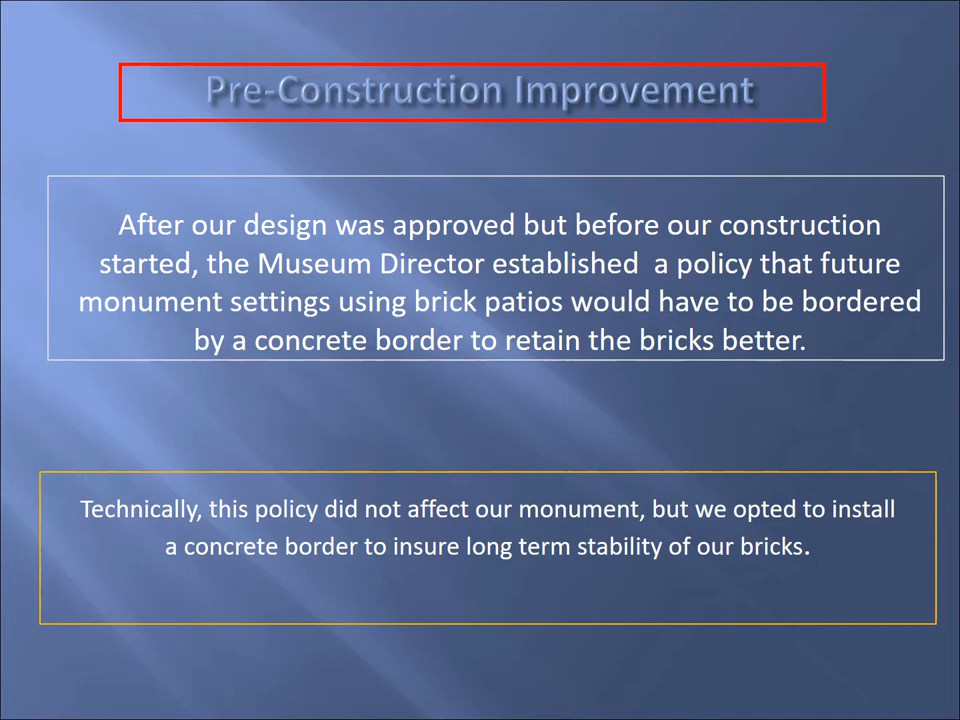 Pre-Construction Improvement
After our design was approved but before our construction
started, the Museum Director established  a policy that future
monument settings using brick patios would have to be bordered
by a concrete border to retain the bricks better.
Technically, this policy did not affect our monument, but we opted to install
a concrete border to insure long term stability of our bricks.